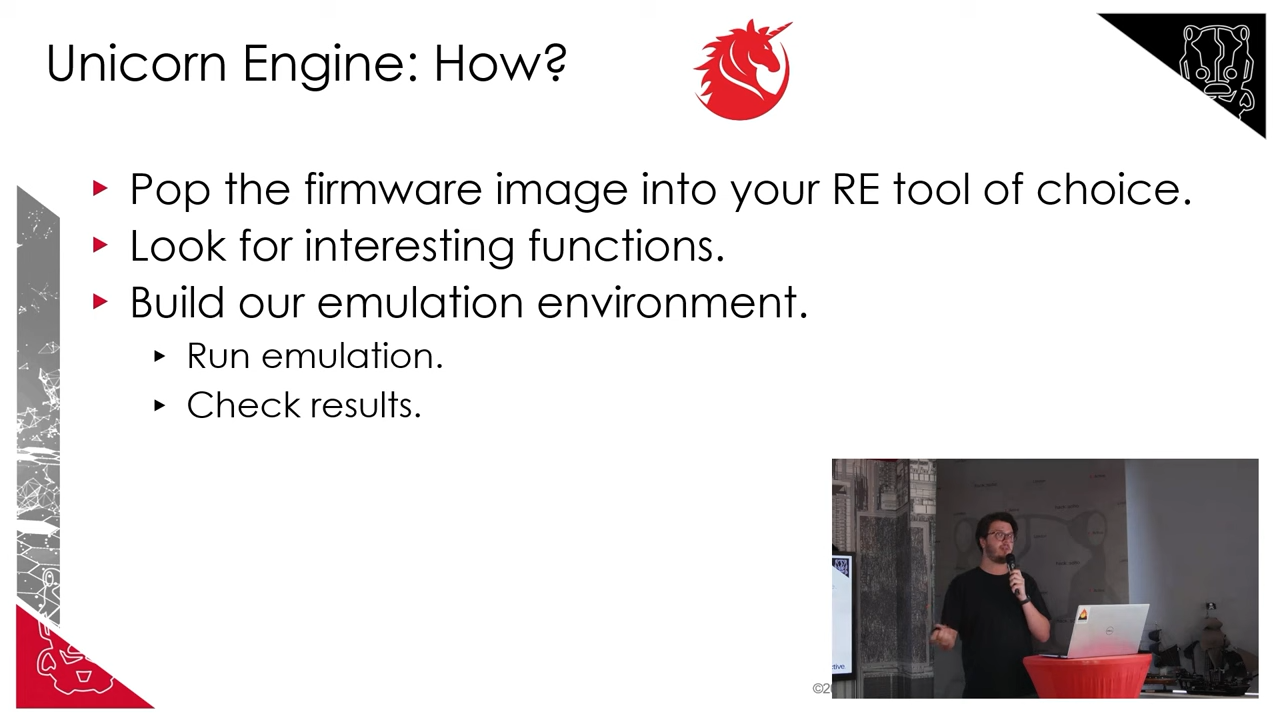 Unicorn Engine: How?
Pop the firmware image into your RE tool of choice.
Look for interesting functions.
Build our emulation environment.
Run emulation.
Check results.